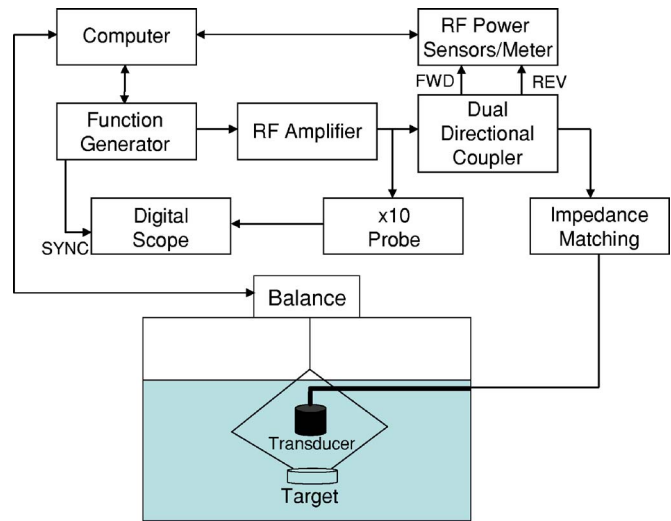 Computer
RF Power
Sensors/Meter
FWD
REV
Function
Generator
RF Amplifier
Dual
Directional
Coupler
SYNC
Digital
Scope
x10
Probe
Impedance
Matching
Balance
Transducer
Target